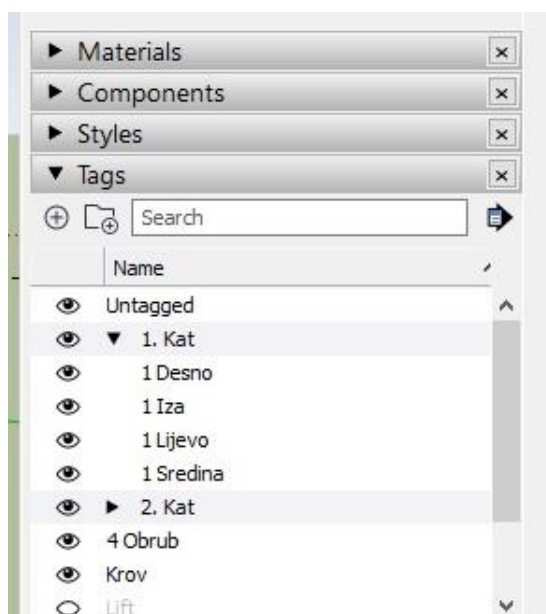 Materials
Components
Styles
Tags
Search
Name
Untagged
1. Kat
1 Desno
1 Iza
1 Lijevo
1 Sredina
2. Kat
4 Obrub
Krov
Lift